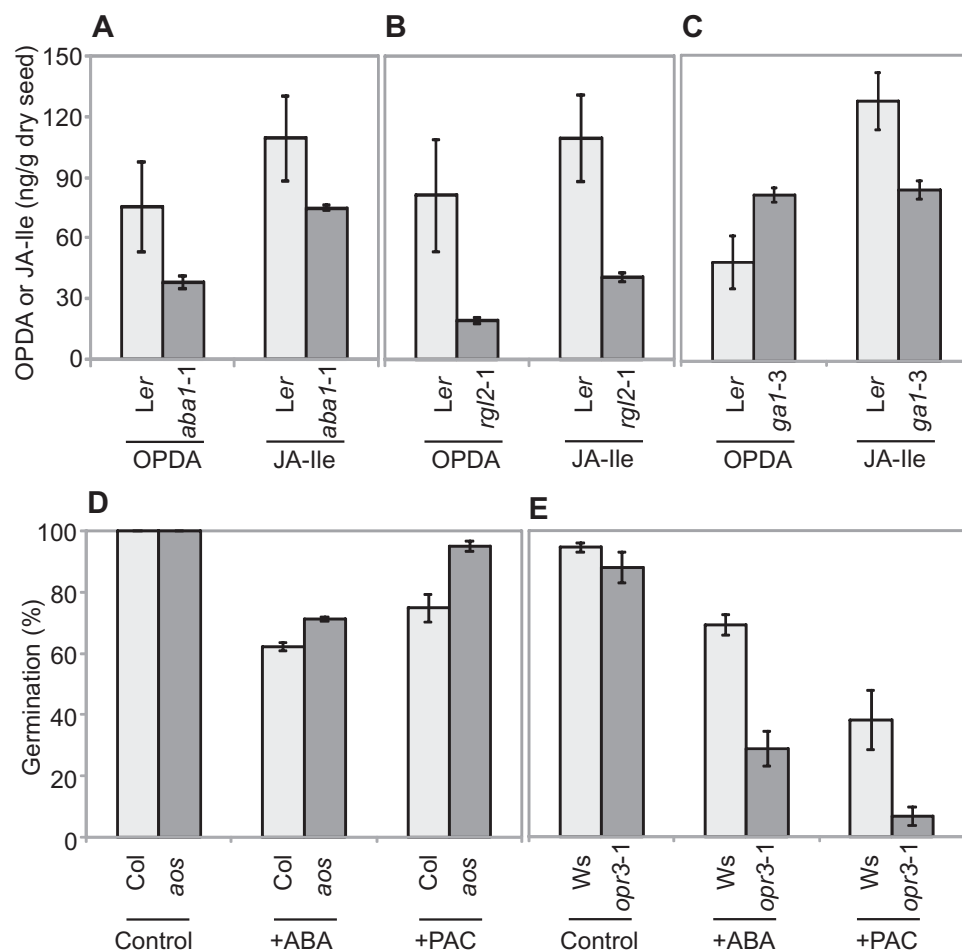 A
B
C
OPDA or JA-Ile (ng/g dry seed)
150
120
90
60
30
0
Ler
aba1-1
Ler
aba1-1
OPDA
JA-Ile
Ler
rgl2-1
Ler
rgl2-1
OPDA
JA-Ile
Ler
ga1-3
Ler
ga1-3
OPDA
JA-Ile
D
E
Germination (%)
100
80
60
40
20
0
Col
aos
Col
aos
Col
aos
Control
+ABA
+PAC
Ws
opr3-1
Ws
opr3-1
Ws
opr3-1
Control
+ABA
+PAC